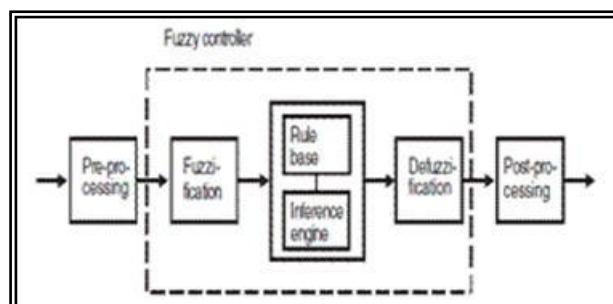 Fuzzy controller
Pre-pro-
cessing
Fuzzi-
fication
Rule
base
Inference
engine
Defuzzi-
fication
Post-pro-
cessing